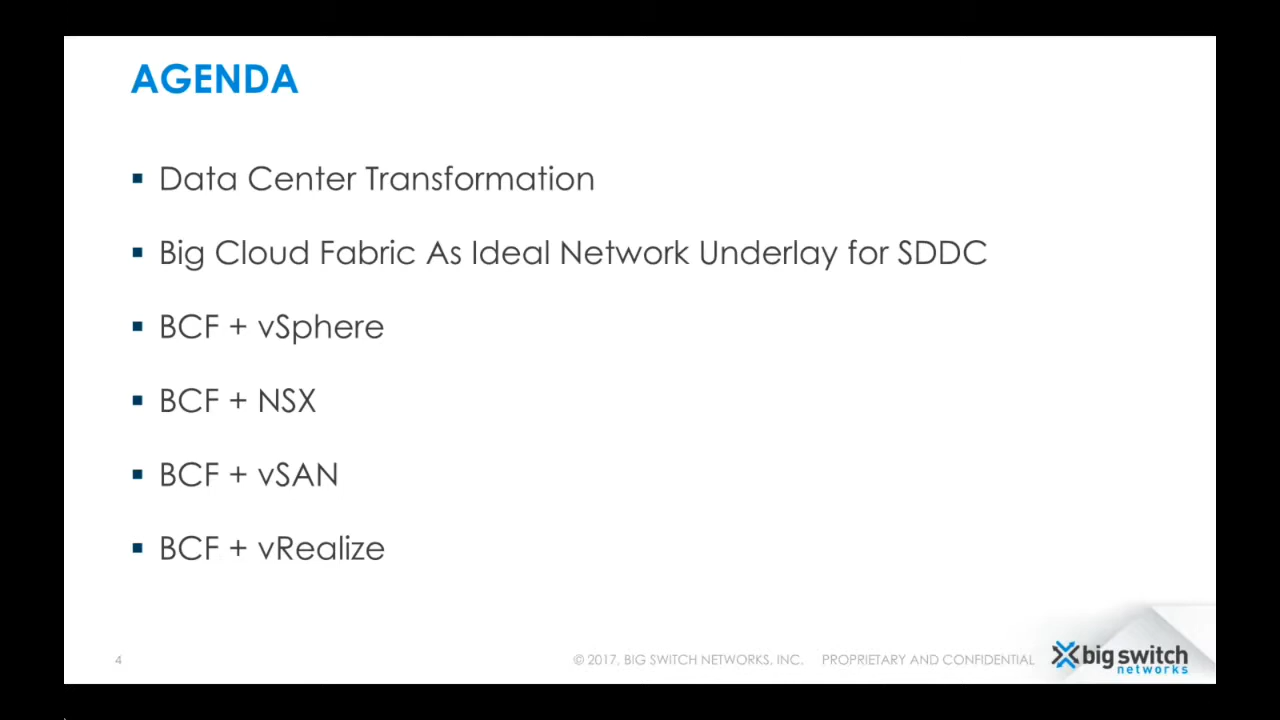 AGENDA
▪ Data Center Transformation
▪ Big Cloud Fabric As Ideal Network Underlay for SDDC
▪ BCF + vSphere
▪ BCF + NSX
▪ BCF + vSAN
▪ BCF + vRealize
4
© 2017, BIG SWITCH NETWORKS, INC. PROPRIETARY AND CONFIDENTIAL
big switch
networks